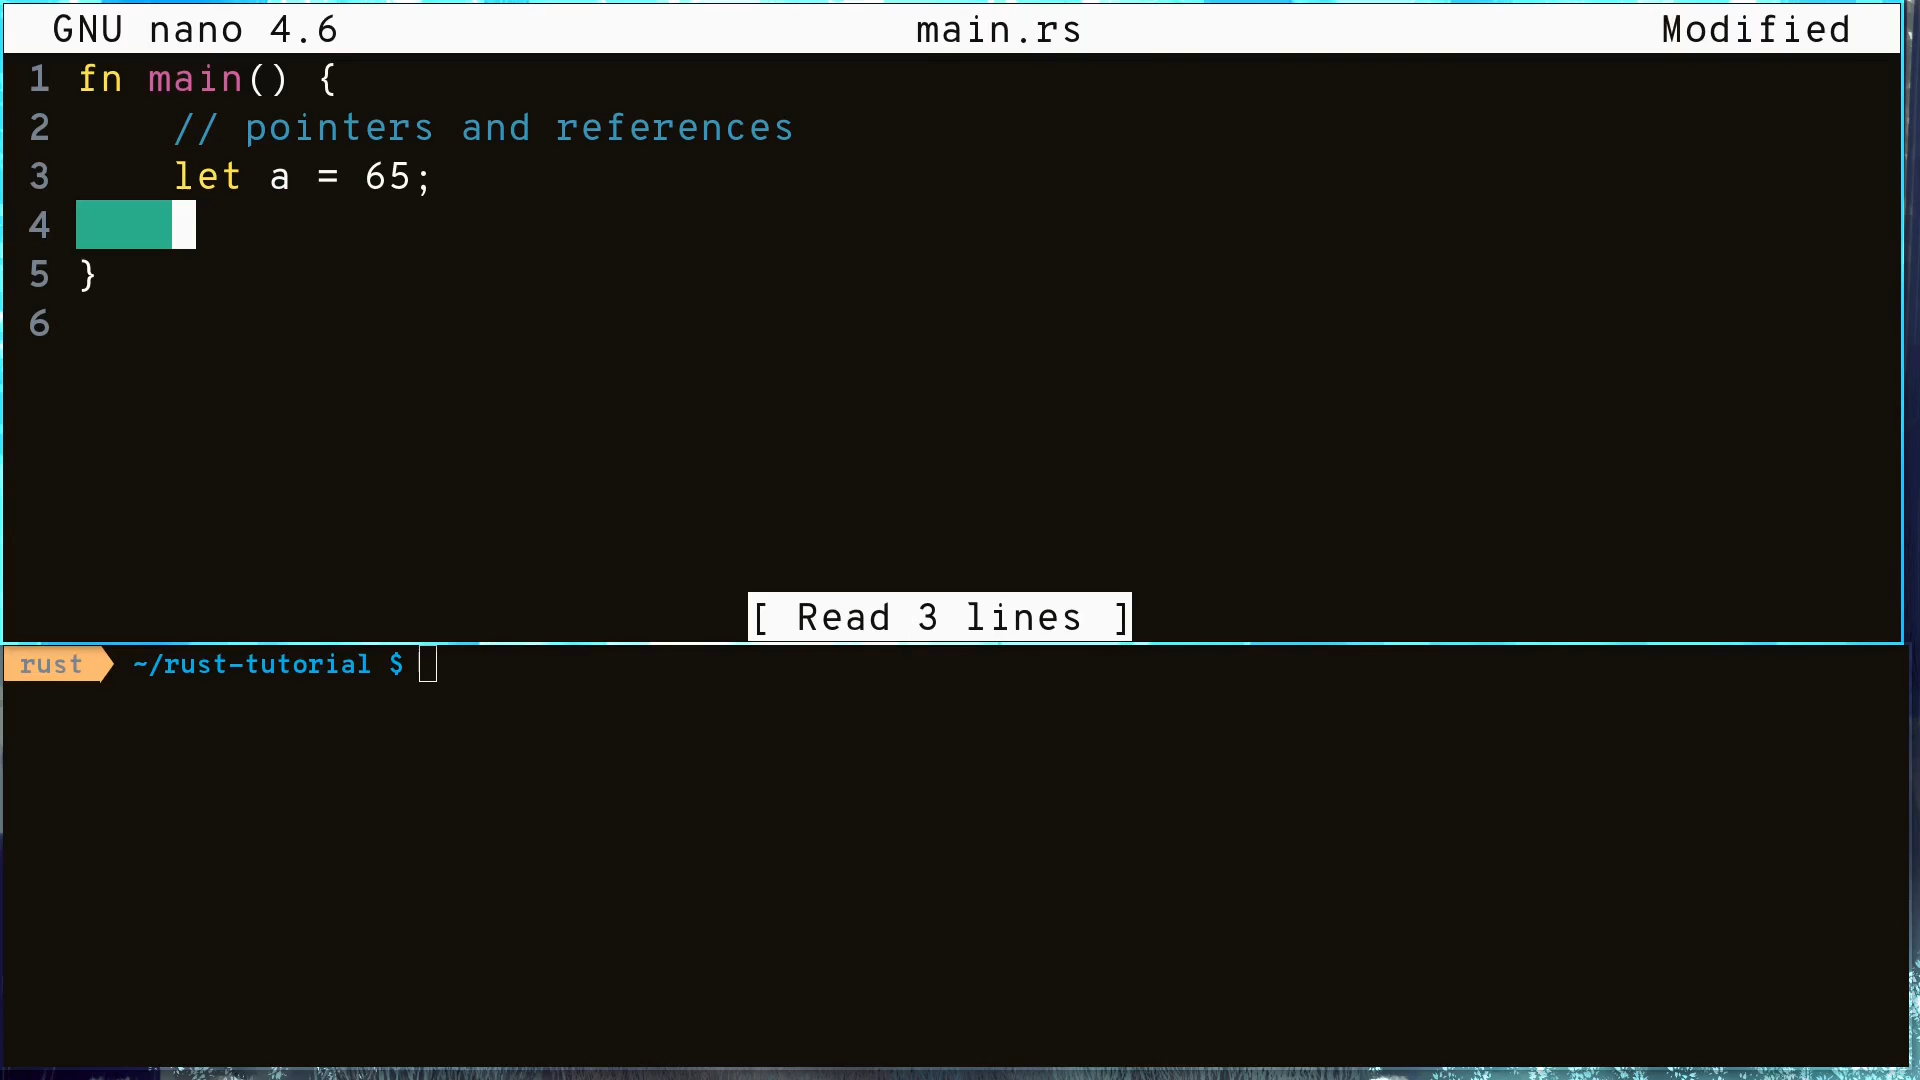 GNU nano 4.6 main.rs Modified
1 fn main() {
2     // pointers and references
3     let a = 65;
4
5 }
6
[ Read 3 lines ]
rust ~/rust-tutorial $